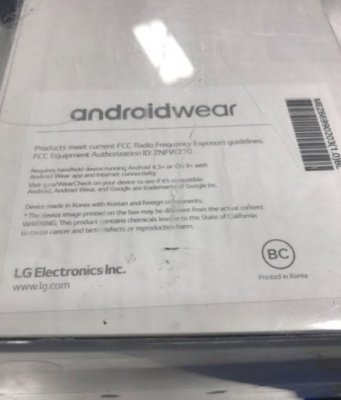 androidwear
Products meet current FCC Radio Frequency Exposure guidelines
FCC Equipment Authorization ID: ZNFW270
Requires handheld device running Android 4.3+ or iOS 9+ with
Android Wear app and internet connectivity.
Visit g.co/WearCheck on your device to see if it's compatible.
Android, Android Wear, and Google are trademarks of Google Inc.
Device made in Korea with Korean and foreign components.
* The device image printed on the box may be different from the actual content.
WARNING: This product contains chemicals known to the State of California
to cause cancer and birth defects or reproductive harm.
BC
LG Electronics Inc.
www.lg.com
Printed in Korea